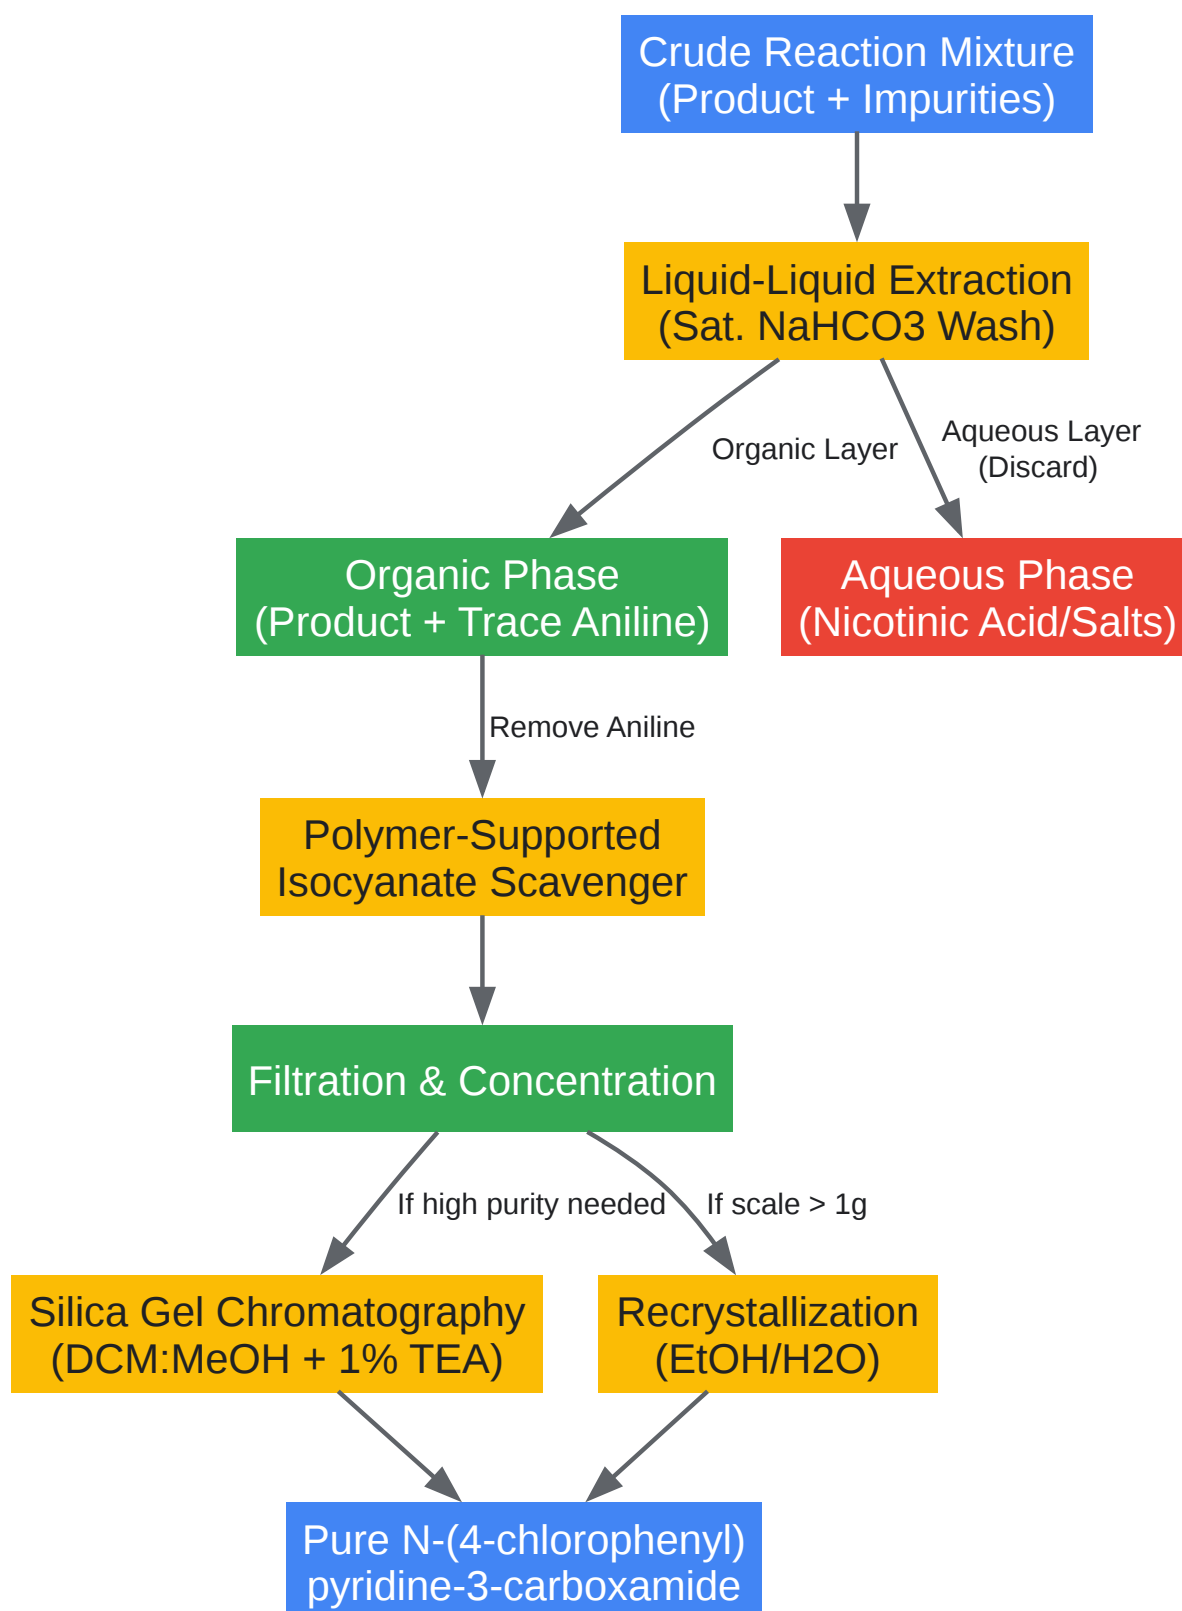 Crude Reaction Mixture
(Product + Impurities)
Liquid-Liquid Extraction
(Sat. NaHCO3 Wash)
Organic Layer
Aqueous Layer
(Discard)
Organic Phase
(Product + Trace Aniline)
Aqueous Phase
(Nicotinic Acid/Salts)
Remove Aniline
Polymer-Supported
Isocyanate Scavenger
Filtration & Concentration
If high purity needed
If scale > 1g
Silica Gel Chromatography
(DCM:MeOH + 1% TEA)
Recrystallization
(EtOH/H2O)
Pure N-(4-chlorophenyl)
pyridine-3-carboxamide